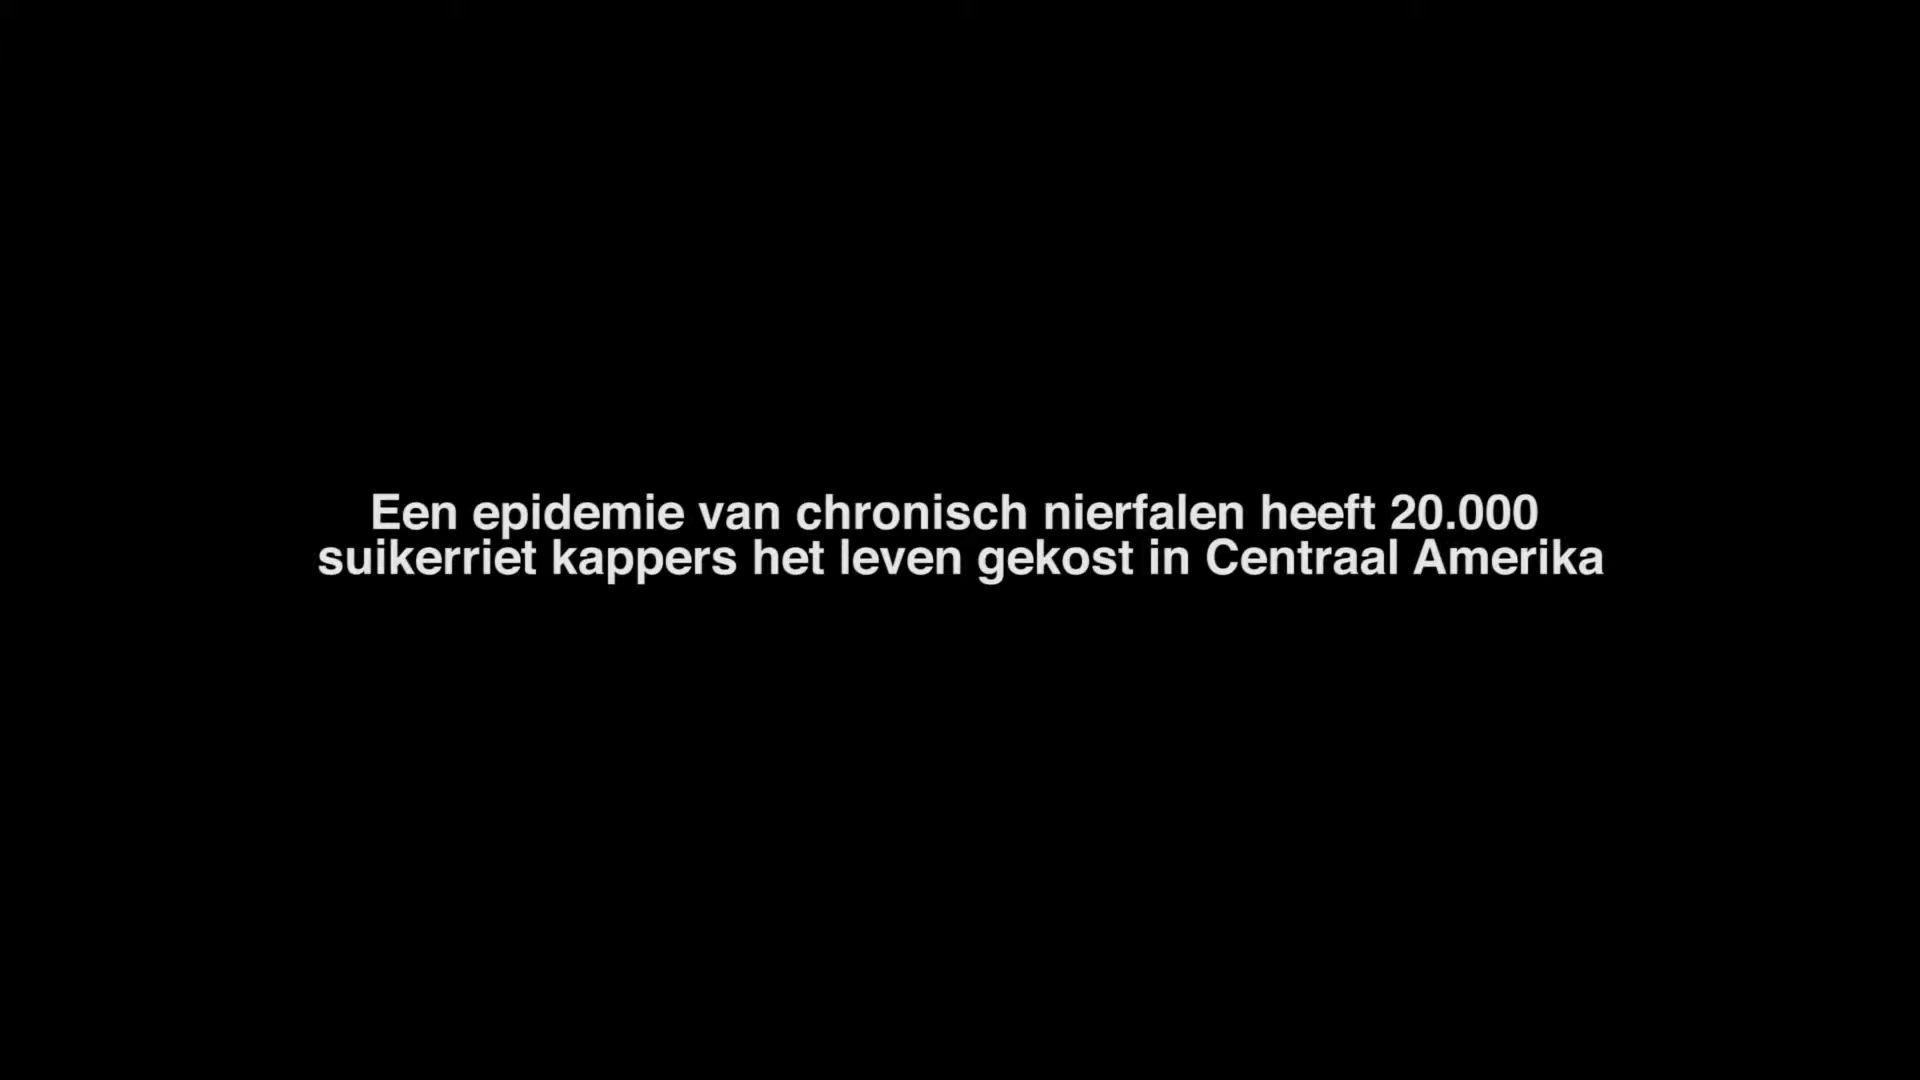 Een epidemie van chronisch nierfalen heeft 20.000
suikerriet kappers het leven gekost in Centraal Amerika